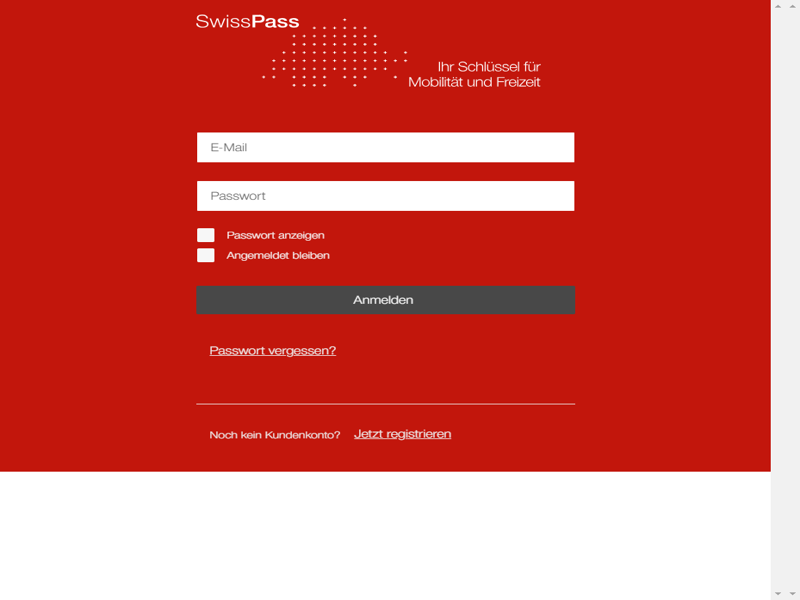 SwissPass
Ihr Schlüssel für
Mobilität und Freizeit
E-Mail
Passwort
Passwort anzeigen
Angemeldet bleiben
Anmelden
Passwort vergessen?
Noch kein Kundenkonto? Jetzt registrieren